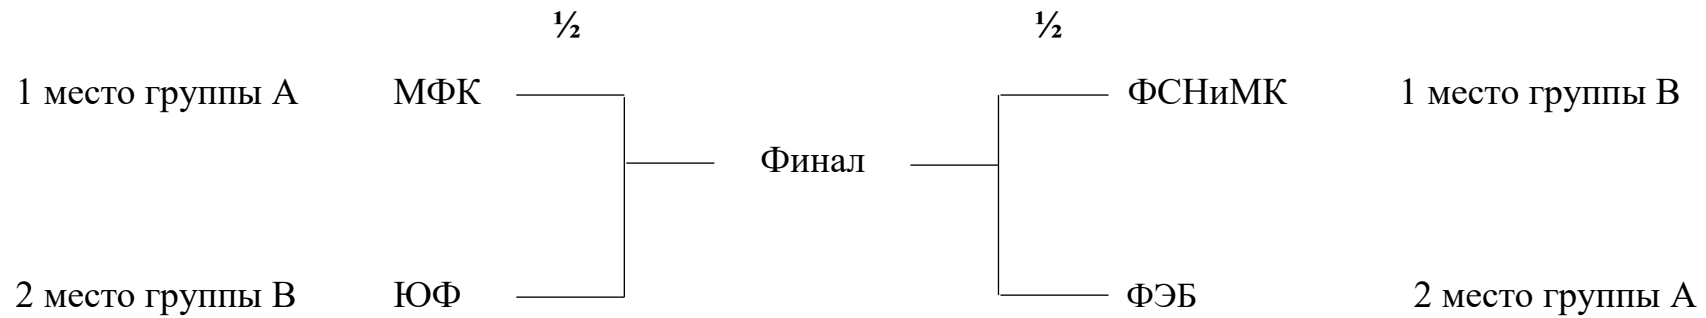 ½ ½
1 место группы А МФК ФСНиМК 1 место группы В
Финал
2 место группы В ЮФ ФЭБ 2 место группы А